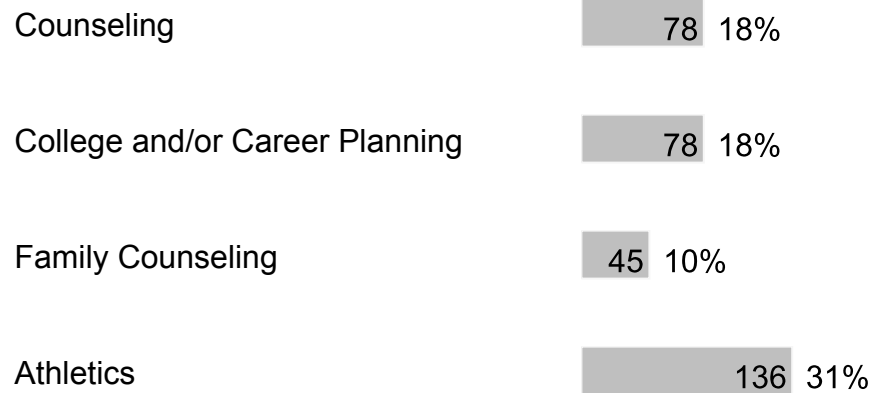 Counseling 78 18%
College and/or Career Planning 78 18%
Family Counseling 45 10%
Athletics 136 31%